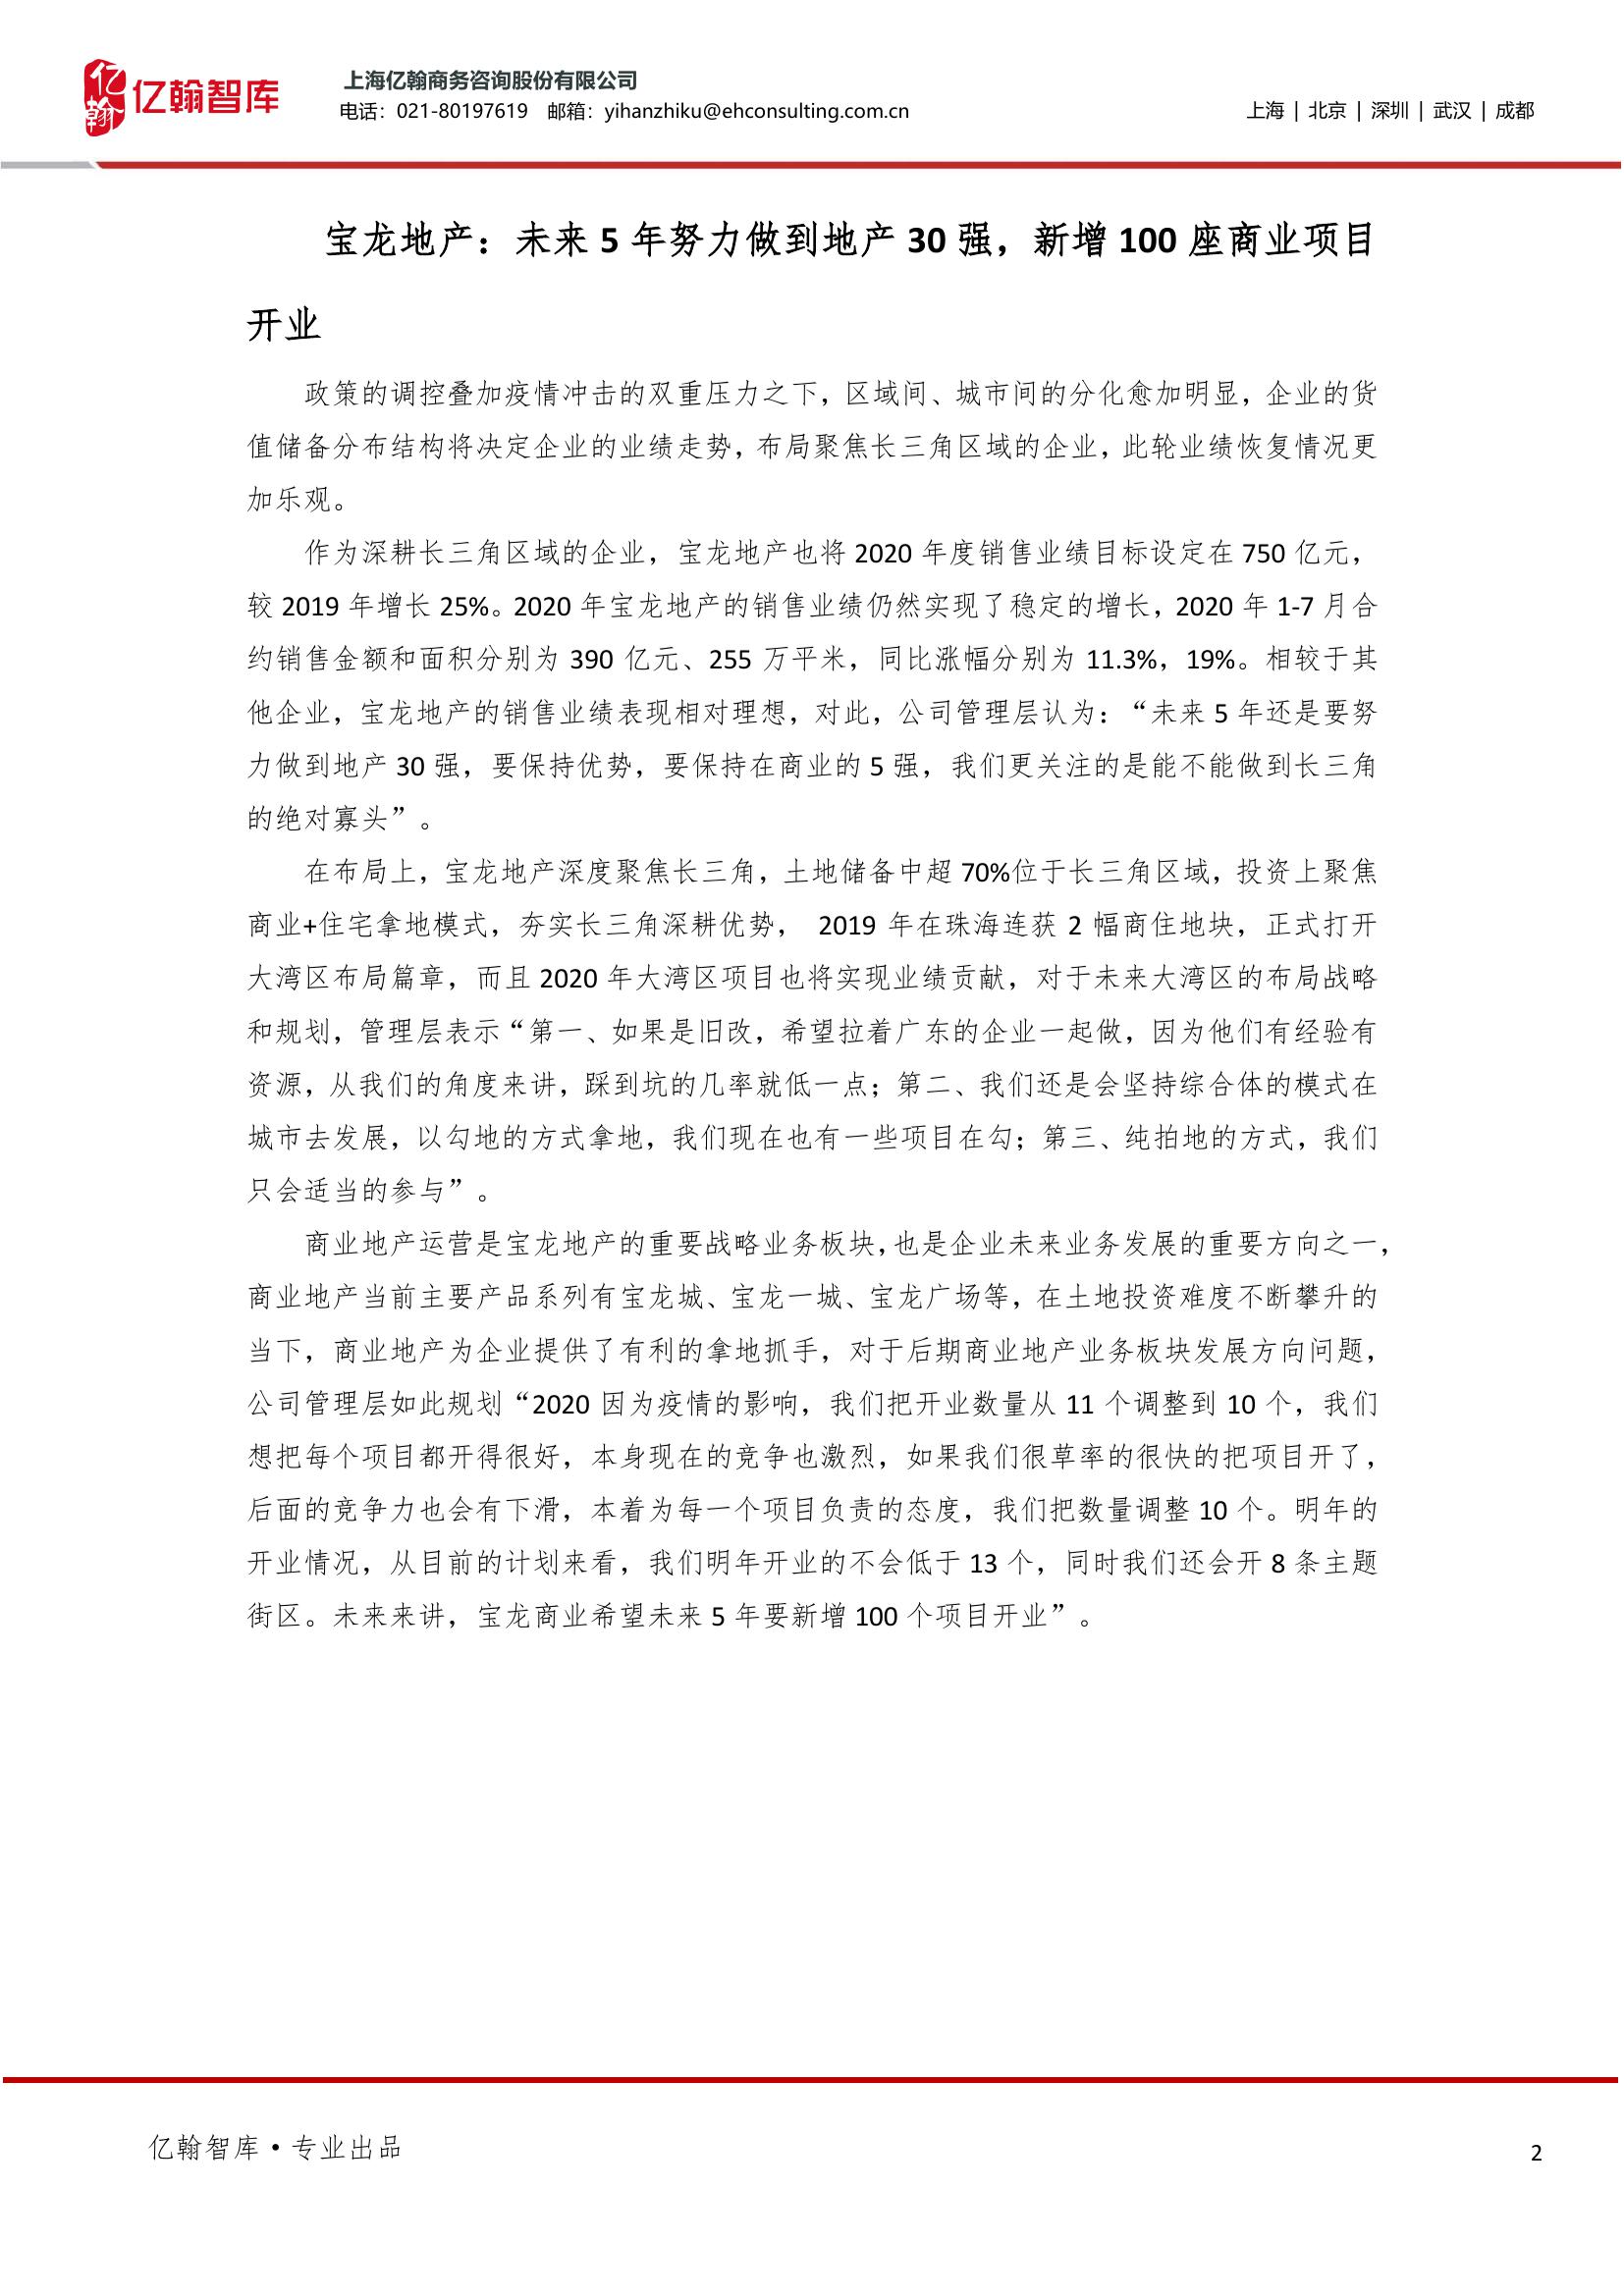 亿翰
亿翰智库
上海亿翰商务咨询股份有限公司
电话：021-80197619 邮箱：yihanzhiku@ehconsulting.com.cn
上海 | 北京 | 深圳 | 武汉 | 成都
宝龙地产：未来 5 年努力做到地产 30 强，新增 100 座商业项目
开业
政策的调控叠加疫情冲击的双重压力之下，区域间、城市间的分化愈加明显，企业的货
值储备分布结构将决定企业的业绩走势，布局聚焦长三角区域的企业，此轮业绩恢复情况更
加乐观。
作为深耕长三角区域的企业，宝龙地产也将 2020 年度销售业绩目标设定在 750 亿元，
较 2019 年增长 25%。2020 年宝龙地产的销售业绩仍然实现了稳定的增长，2020 年 1-7 月合
约销售金额和面积分别为 390 亿元、255 万平米，同比涨幅分别为 11.3%，19%。相较于其
他企业，宝龙地产的销售业绩表现相对理想，对此，公司管理层认为：“未来 5 年还是要努
力做到地产 30 强，要保持优势，要保持在商业的 5 强，我们更关注的是能不能做到长三角
的绝对寡头”。
在布局上，宝龙地产深度聚焦长三角，土地储备中超 70%位于长三角区域，投资上聚焦
商业+住宅拿地模式，夯实长三角深耕优势， 2019 年在珠海连获 2 幅商住地块，正式打开
大湾区布局篇章，而且 2020 年大湾区项目也将实现业绩贡献，对于未来大湾区的布局战略
和规划，管理层表示“第一、如果是旧改，希望拉着广东的企业一起做，因为他们有经验有
资源，从我们的角度来讲，踩到坑的几率就低一点；第二、我们还是会坚持综合体的模式在
城市去发展，以勾地的方式拿地，我们现在也有一些项目在勾；第三、纯拍地的方式，我们
只会适当的参与”。
商业地产运营是宝龙地产的重要战略业务板块，也是企业未来业务发展的重要方向之一，
商业地产当前主要产品系列有宝龙城、宝龙一城、宝龙广场等，在土地投资难度不断攀升的
当下，商业地产为企业提供了有利的拿地抓手，对于后期商业地产业务板块发展方向问题，
公司管理层如此规划“2020 因为疫情的影响，我们把开业数量从 11 个调整到 10 个，我们
想把每个项目都开得很好，本身现在的竞争也激烈，如果我们很草率的很快的把项目开了，
后面的竞争力也会有下滑，本着为每一个项目负责的态度，我们把数量调整 10 个。明年的
开业情况，从目前的计划来看，我们明年开业的不会低于 13 个，同时我们还会开 8 条主题
街区。未来来讲，宝龙商业希望未来 5 年要新增 100 个项目开业”。
亿翰智库·专业出品
2